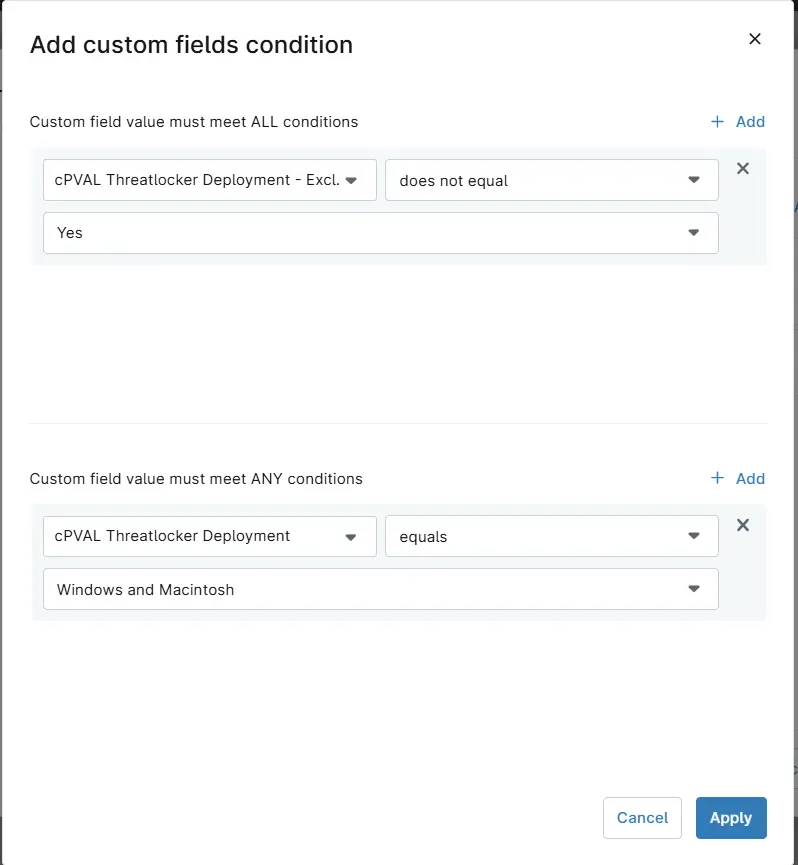 Add custom fields condition
Custom field value must meet ALL conditions
Add
cPVAL Threatlocker Deployment - Excl.
does not equal
Yes
Custom field value must meet ANY conditions
Add
cPVAL Threatlocker Deployment
equals
Windows and Macintosh
Cancel
Apply